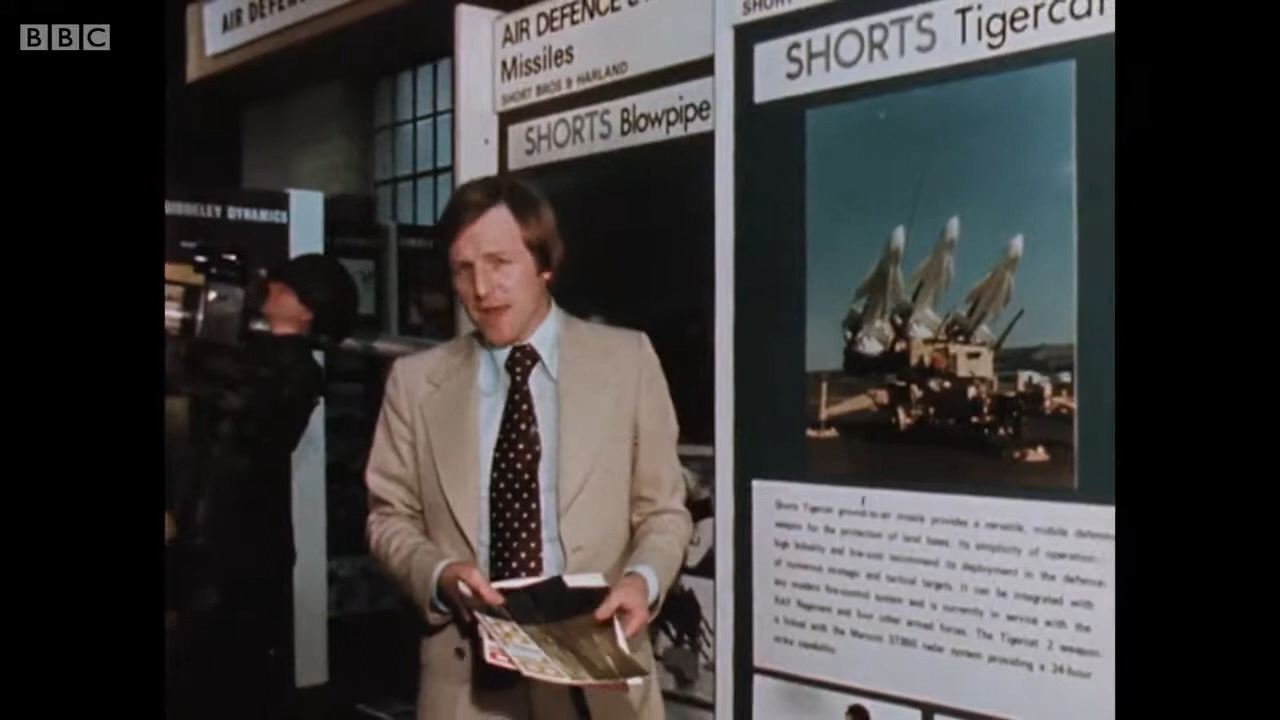 BBC
AIR DEFEN
AIR DEFENCE &
Missiles
SHORT BROS & HARLAND
SHORTS Blowpipe
SHORT
SHORTS Tigercat
DDELEY DYNAMICS
Shorts Tigercat ground-to-air missile provides a versatile, mobile defensive
weapon for the protection of land bases. Its simplicity of operation,
high lethality and low-cost recommend its deployment in the defence
of numerous strategic and tactical targets. It can be integrated with
any modern fire-control system and is currently in service with the
RAF Regiment and four other armed forces. The Tigercat 2 weapon
is linked with the Marconi ST850 radar system providing a 24-hour
strike capability.